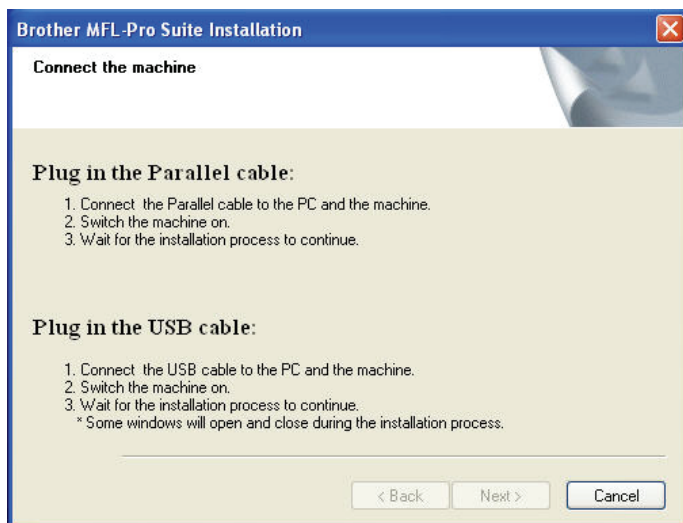 Brother MFL-Pro Suite Installation
Connect the machine
Plug in the Parallel cable:
1. Connect the Parallel cable to the PC and the machine.
2. Switch the machine on.
3. Wait for the installation process to continue.
Plug in the USB cable:
1. Connect the USB cable to the PC and the machine.
2. Switch the machine on.
3. Wait for the installation process to continue.
* Some windows will open and close during the installation process.
< Back Next > Cancel